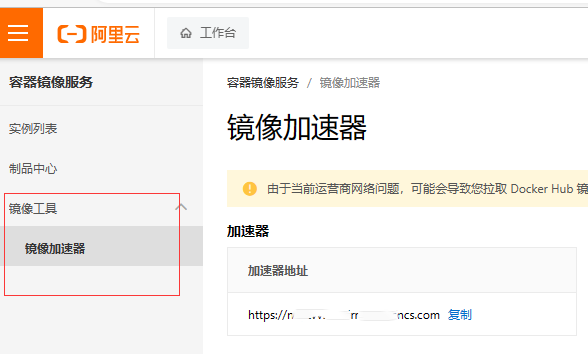 阿里云
工作台
容器镜像服务
实例列表
制品中心
镜像工具
镜像加速器
容器镜像服务 / 镜像加速器
镜像加速器
由于当前运营商网络问题，可能会导致您拉取 Docker Hub 镜
加速器
加速器地址
https://n ncs.com 复制